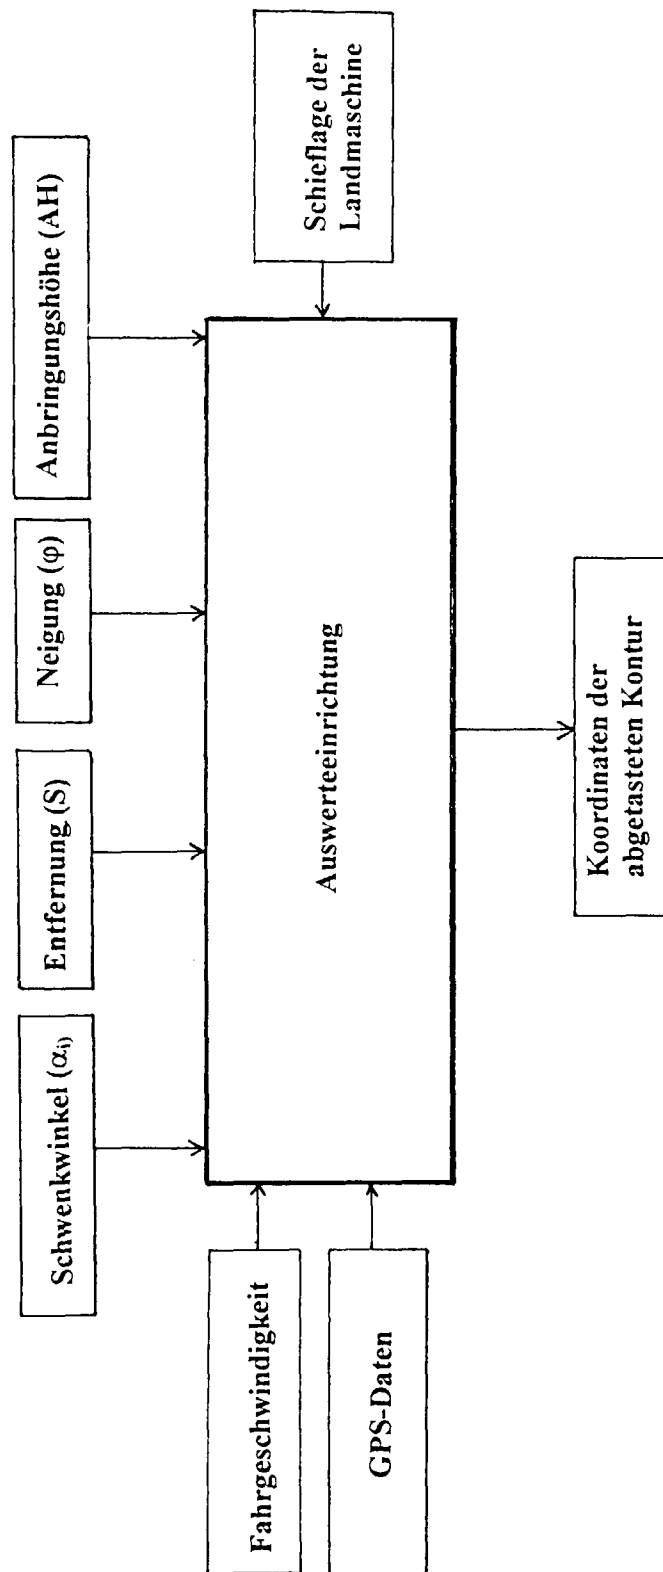 Schwenkwinkel (αi)
Entfernung (S)
Neigung (φ)
Anbringungshöhe (AH)
Fahrgeschwindigkeit
GPS-Daten
Auswerteeinrichtung
Schieflage der
Landmaschine
Koordinaten der
abgetasteten Kontur